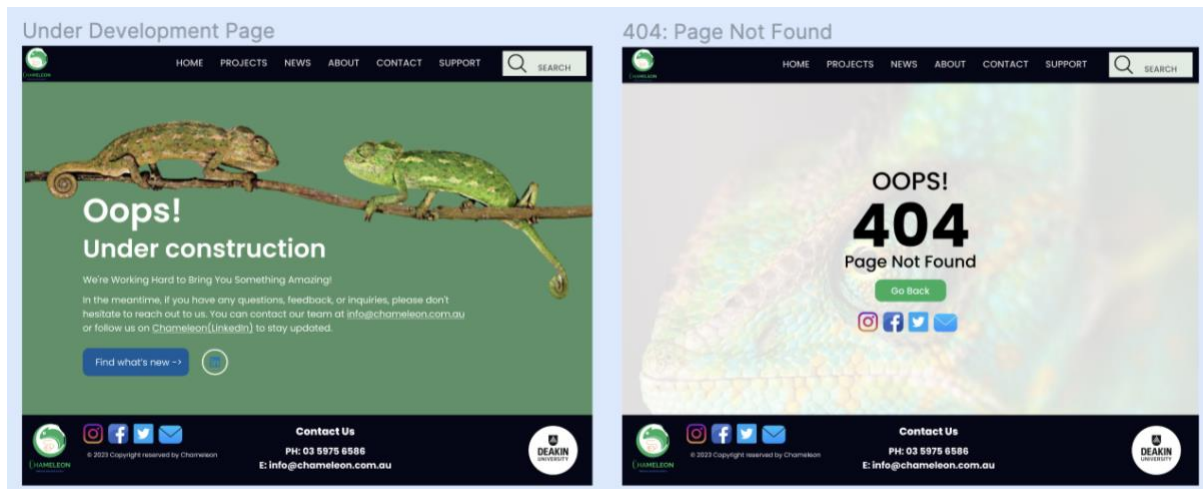 Under Development Page
CHAMELEON
HOME PROJECTS NEWS ABOUT CONTACT SUPPORT SEARCH
Oops!
Under construction
We're Working Hard to Bring You Something Amazing!
In the meantime, if you have any questions, feedback, or inquiries, please don't
hesitate to reach out to us. You can contact our team at info@chameleon.com.au
or follow us on Chameleon(LinkedIn) to stay updated.
Find what's new ->
CHAMELEON
© 2023 Copyright reserved by Chameleon
Contact Us
PH: 03 5975 6586
E: info@chameleon.com.au
DEAKIN
UNIVERSITY
404: Page Not Found
CHAMELEON
HOME PROJECTS NEWS ABOUT CONTACT SUPPORT SEARCH
OOPS!
404
Page Not Found
Go Back
CHAMELEON
© 2023 Copyright reserved by Chameleon
Contact Us
PH: 03 5975 6586
E: info@chameleon.com.au
DEAKIN
UNIVERSITY